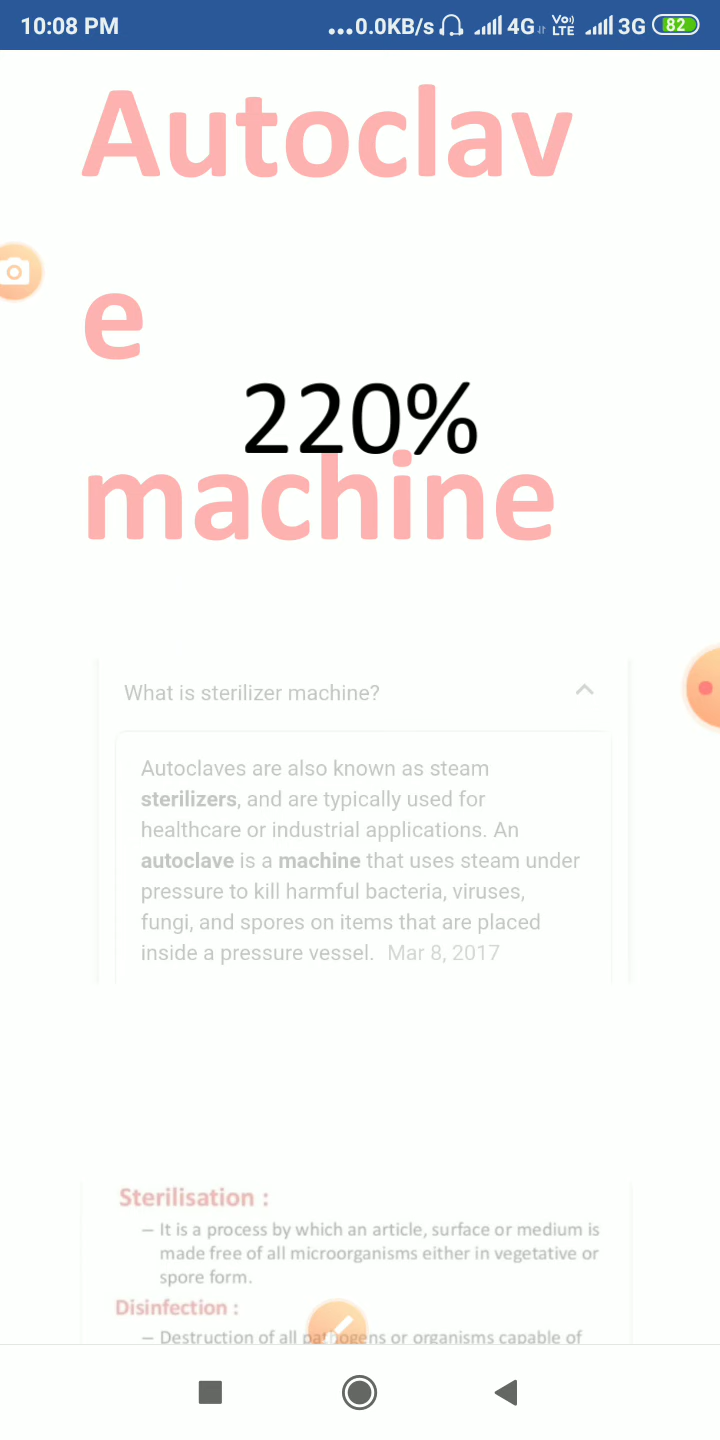 10:08 PM ...0.0KB/s 4G Vo) LTE 3G 82
Autoclav
e
220%
machine
What is sterilizer machine?
Autoclaves are also known as steam
sterilizers, and are typically used for
healthcare or industrial applications. An
autoclave is a machine that uses steam under
pressure to kill harmful bacteria, viruses,
fungi, and spores on items that are placed
inside a pressure vessel. Mar 8, 2017
Sterilisation :
– It is a process by which an article, surface or medium is
made free of all microorganisms either in vegetative or
spore form.
Disinfection :
– Destruction of all pathogens or organisms capable of